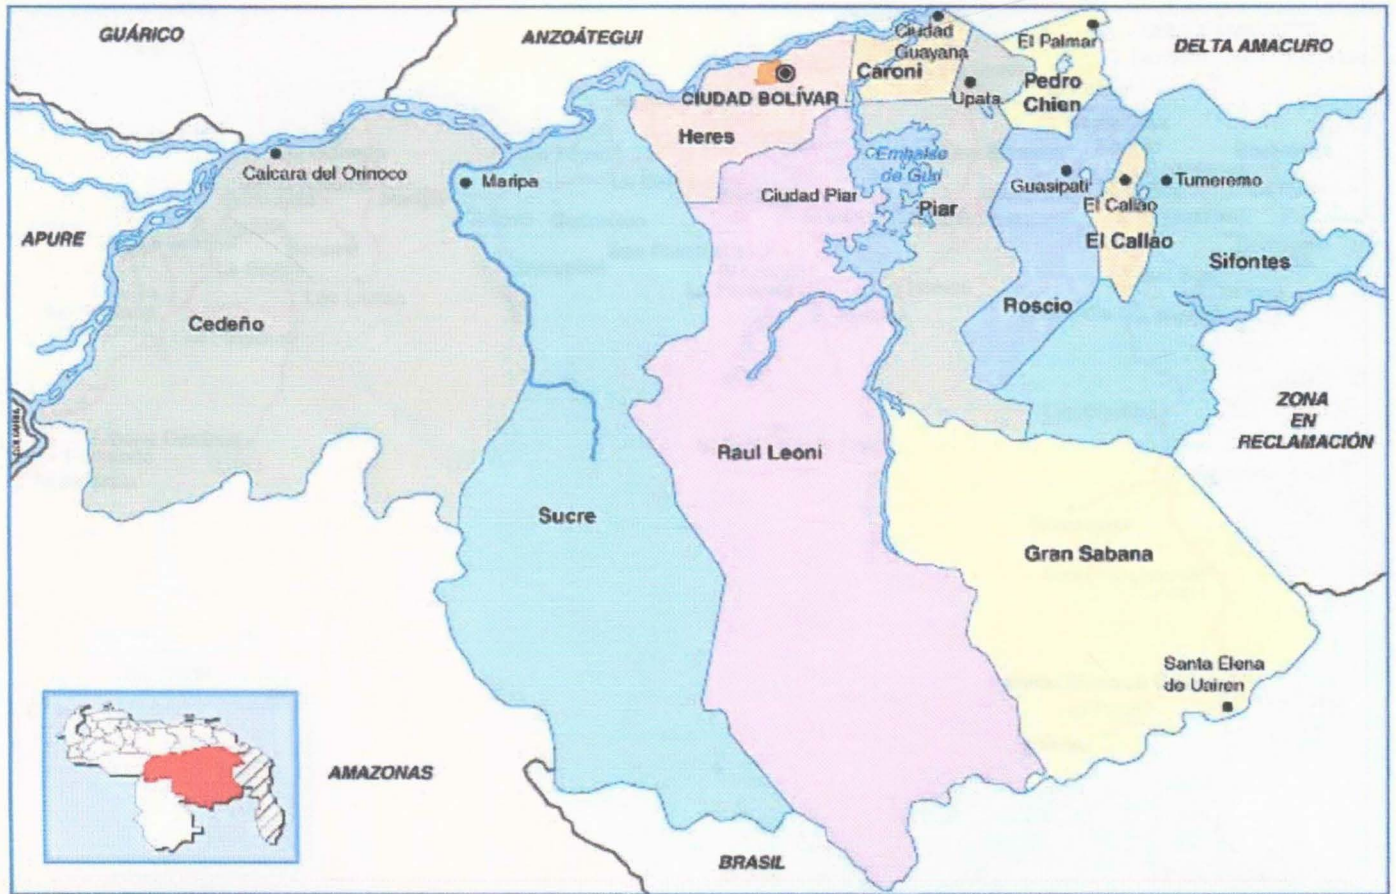 GUÁRICO
ANZOÁTEGUI
Ciudad
Guayana
El Palmar
DELTA AMACURO
Caroni
Pedro
Chien
CIUDAD BOLÍVAR
Upata
Heres
Calcara del Orinoco
Maripa
Embalse
de Guri
Ciudad Piar
Piar
Guasipati
El Callao
Tumeremo
APURE
El Callao
Sifontes
Cedeño
Roscio
ZONA
EN
RECLAMACIÓN
Raul Leoni
Sucre
Gran Sabana
Santa Elena
de Uairen
AMAZONAS
BRASIL